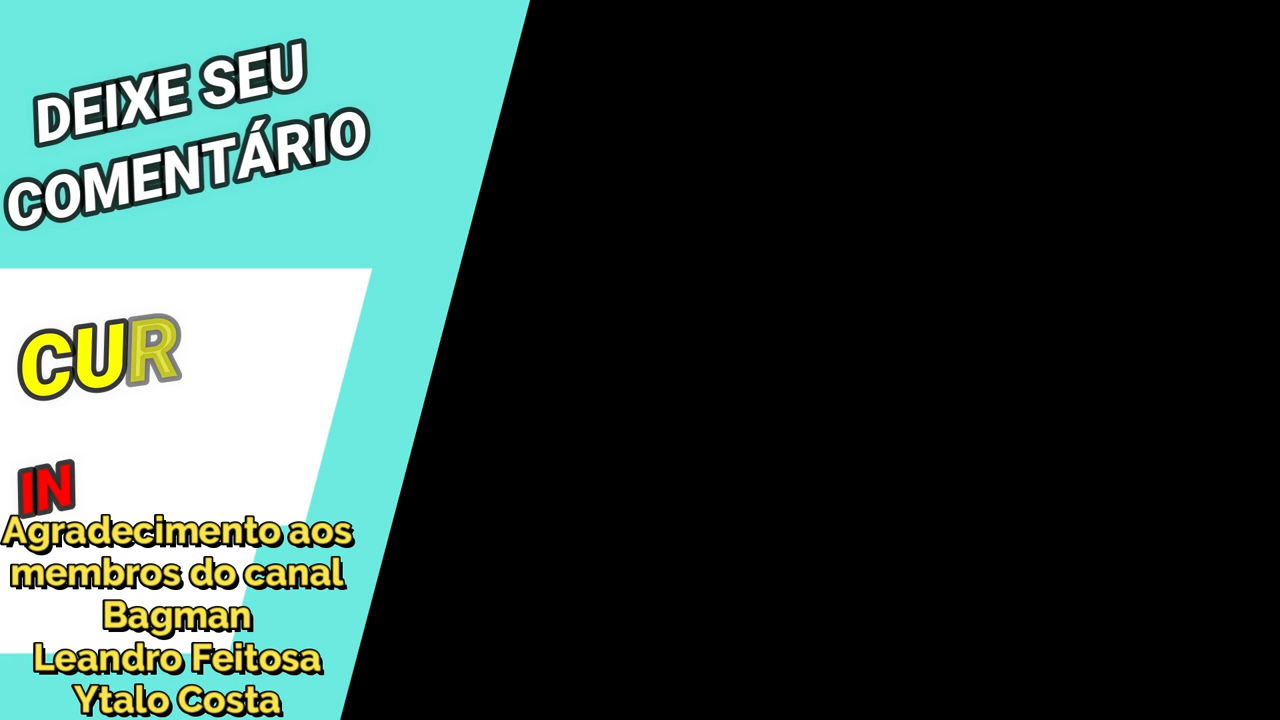 DEIXE SEU
COMENTÁRIO
CUR
IN
Agradecimento aos
membros do canal
Bagman
Leandro Feitosa
Ytalo Costa